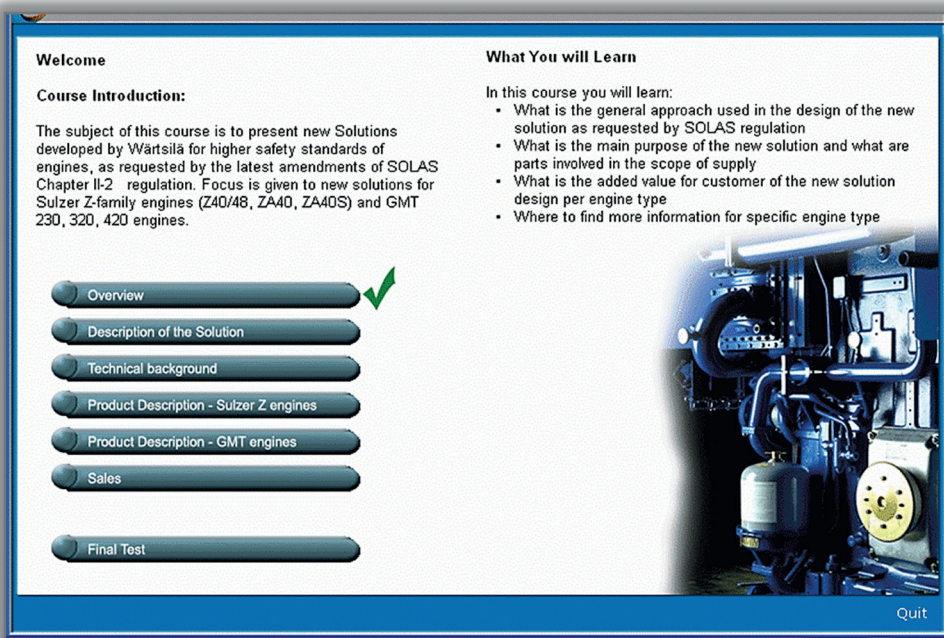 Welcome
Course Introduction:
The subject of this course is to present new Solutions
developed by Wärtsilä for higher safety standards of
engines, as requested by the latest amendments of SOLAS
Chapter II-2 regulation. Focus is given to new solutions for
Sulzer Z-family engines (Z40/48, ZA40, ZA40S) and GMT
230, 320, 420 engines.
Overview
Description of the Solution
Technical background
Product Description - Sulzer Z engines
Product Description - GMT engines
Sales
Final Test
What You will Learn
In this course you will learn:
• What is the general approach used in the design of the new
solution as requested by SOLAS regulation
• What is the main purpose of the new solution and what are
parts involved in the scope of supply
• What is the added value for customer of the new solution
design per engine type
• Where to find more information for specific engine type
Quit